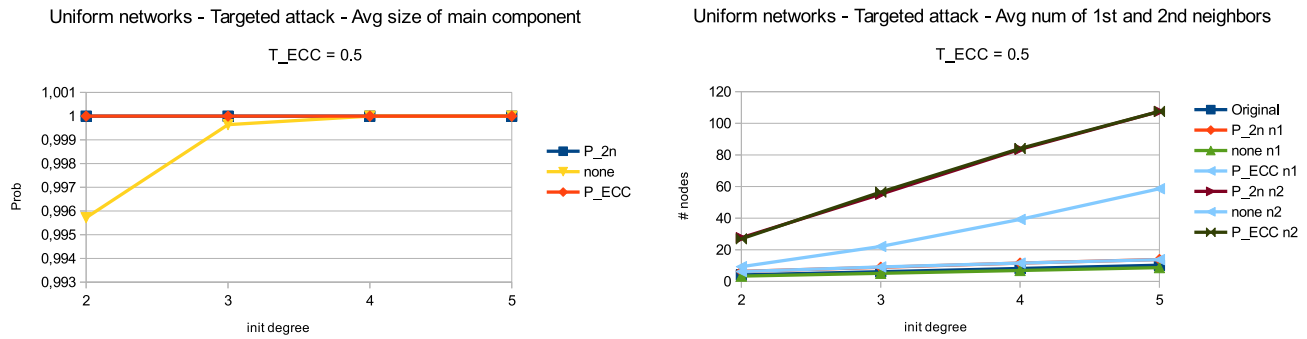 Uniform networks - Targeted attack - Avg size of main component
T_ECC = 0.5
1,001
1
0,999
0,998
0,997
0,996
0,995
0,994
0,993
Prob
2
3
4
5
init degree
P_2n
none
P_ECC
Uniform networks - Targeted attack - Avg num of 1st and 2nd neighbors
T_ECC = 0.5
120
100
80
60
40
20
0
# nodes
2
3
4
5
init degree
Original
P_2n n1
none n1
P_ECC n1
P_2n n2
none n2
P_ECC n2